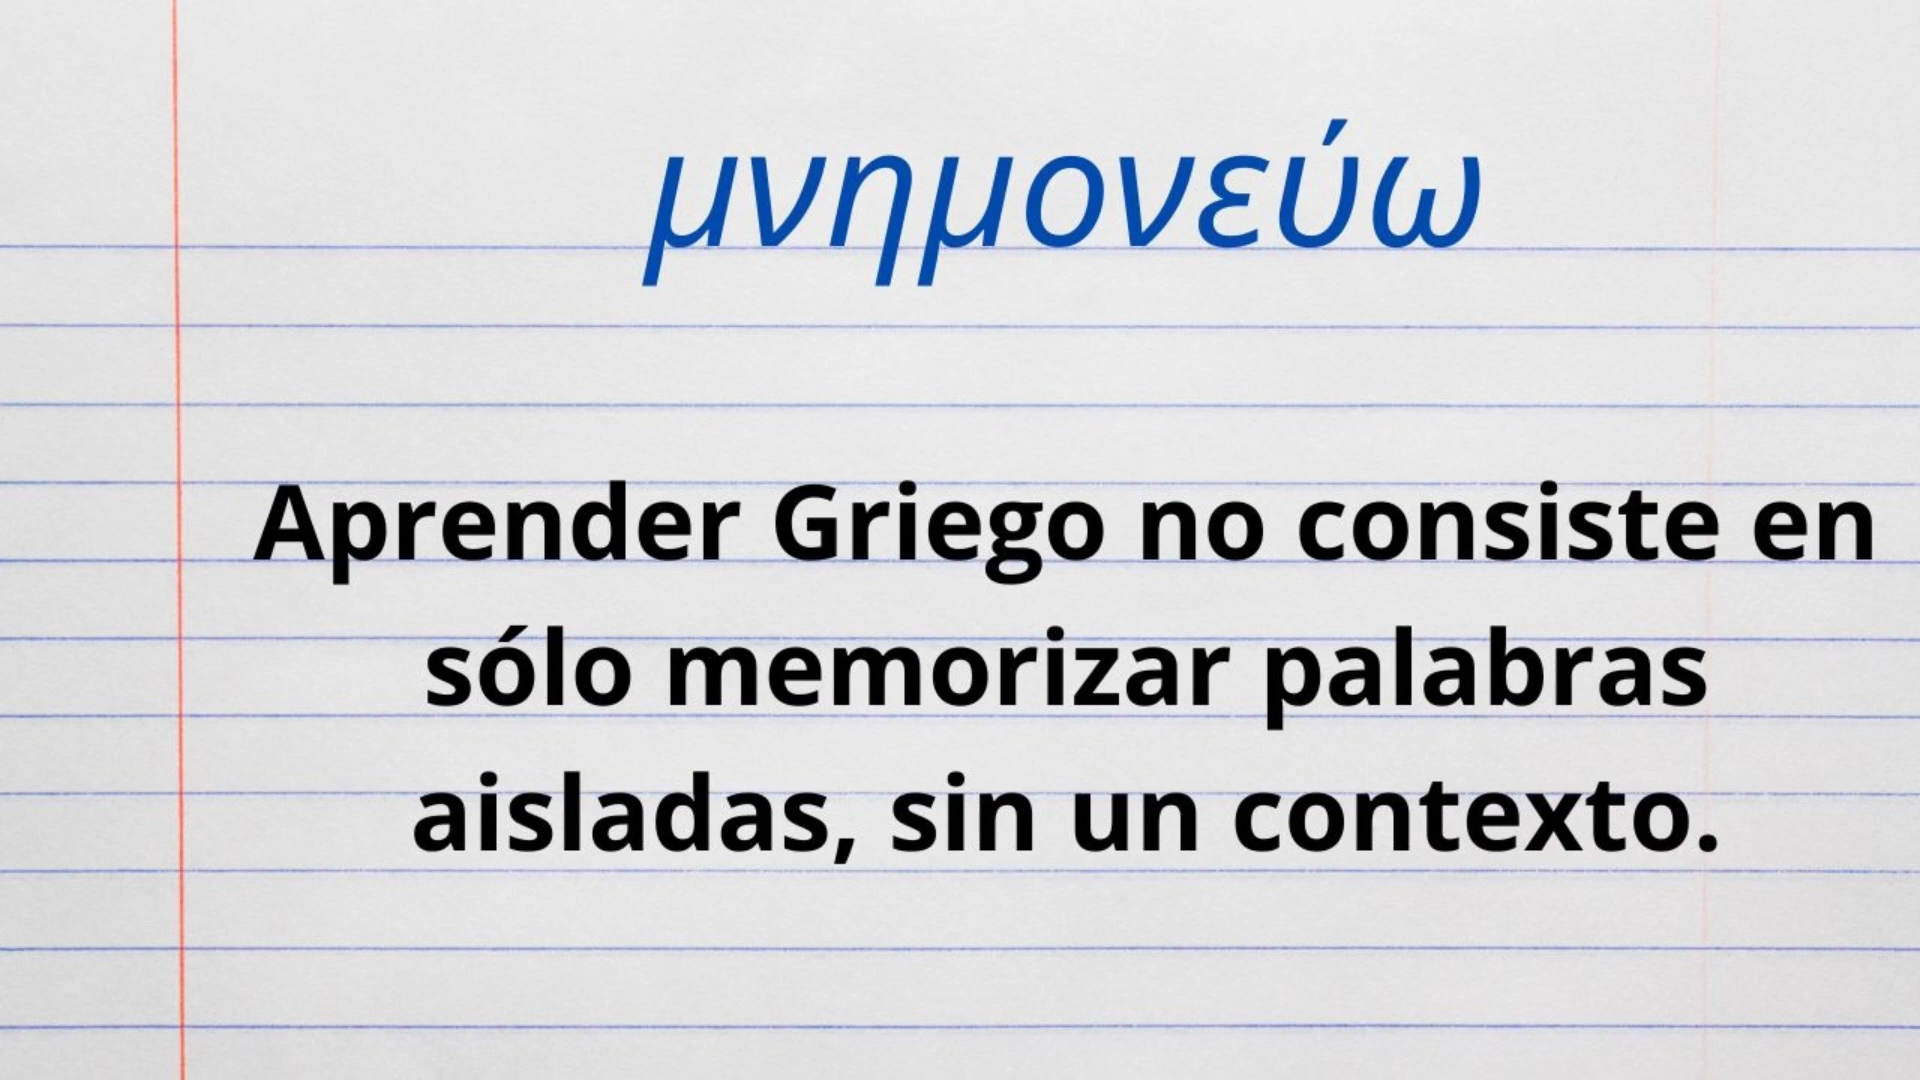 μνημονεύω
Aprender Griego no consiste en
sólo memorizar palabras
aisladas, sin un contexto.